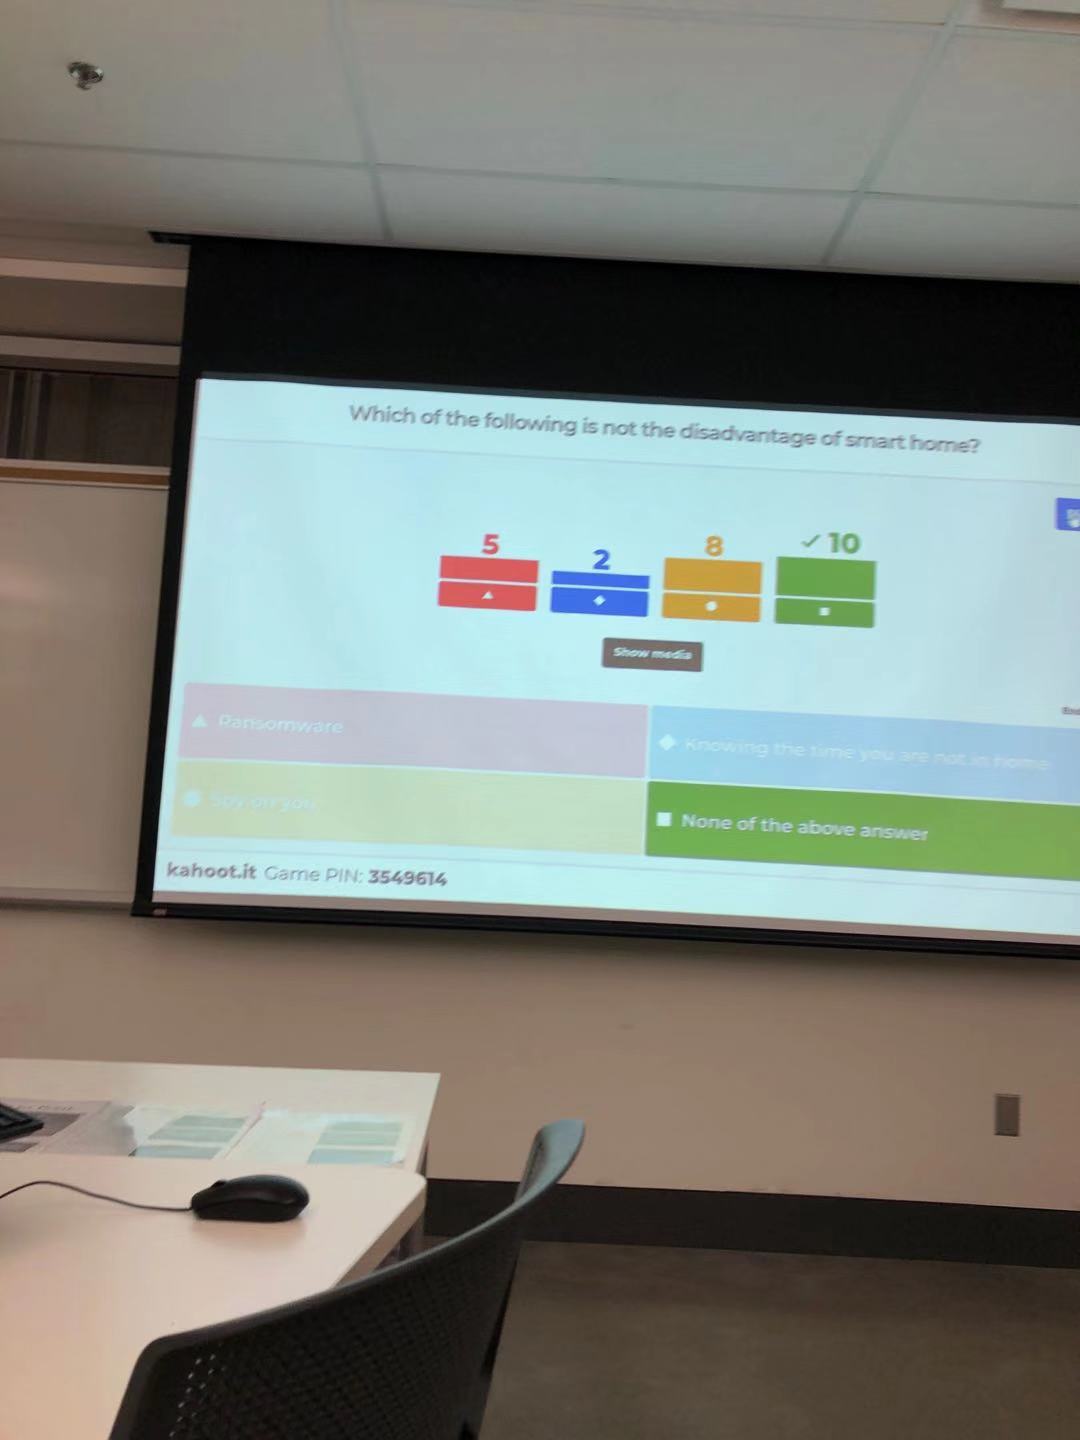 Which of the following is not the disadvantage of smart home?
5
2
8
✓ 10
Show media
Ransomware
Knowing the time you are not in home
Spy on you
None of the above answer
kahoot.it Game PIN: 3549614